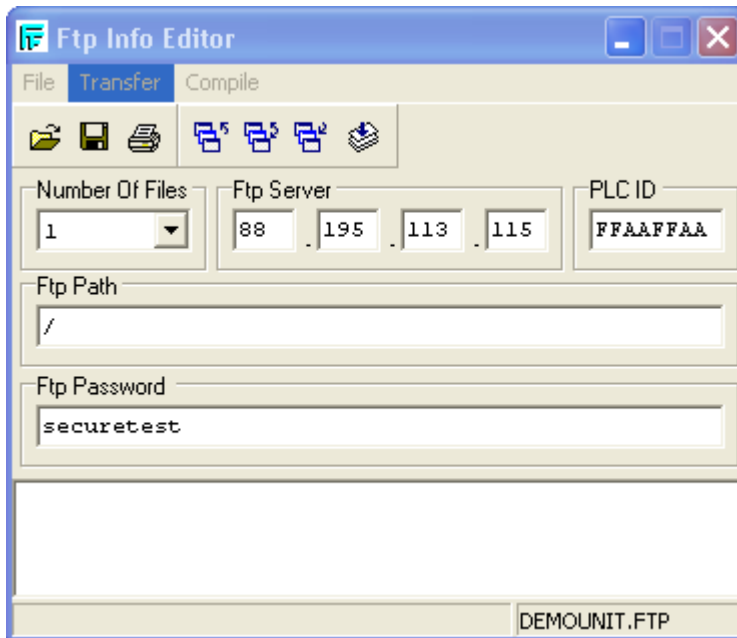 Ftp Info Editor
File Transfer Compile
Number Of Files Ftp Server PLC ID
1 88 . 195 . 113 . 115 FFAAFFAA
Ftp Path
/
Ftp Password
securetest
DEMOUNIT.FTP